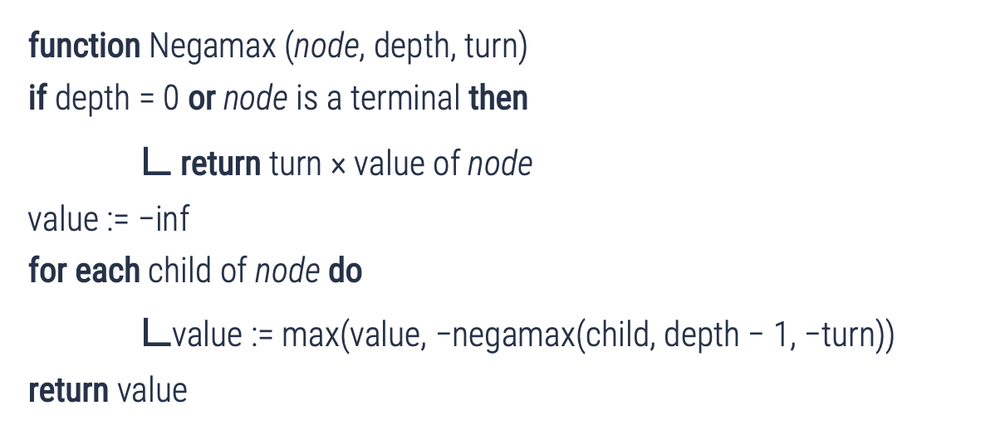 function Negamax (node, depth, turn)
if depth = 0 or node is a terminal then
return turn × value of node
value := −inf
for each child of node do
value := max(value, −negamax(child, depth − 1, −turn))
return value